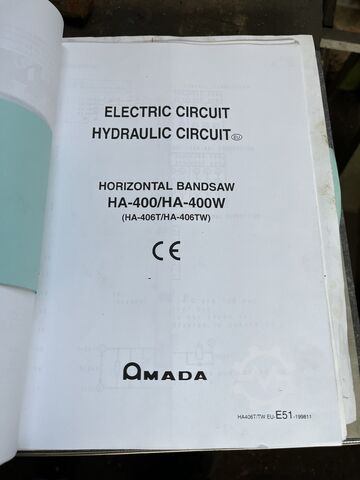 ELECTRIC CIRCUIT
HYDRAULIC CIRCUIT EU
HORIZONTAL BANDSAW
HA-400/HA-400W
(HA-406T/HA-406TW)
CE
AMADA
HA406T/TW EU-E51-199811